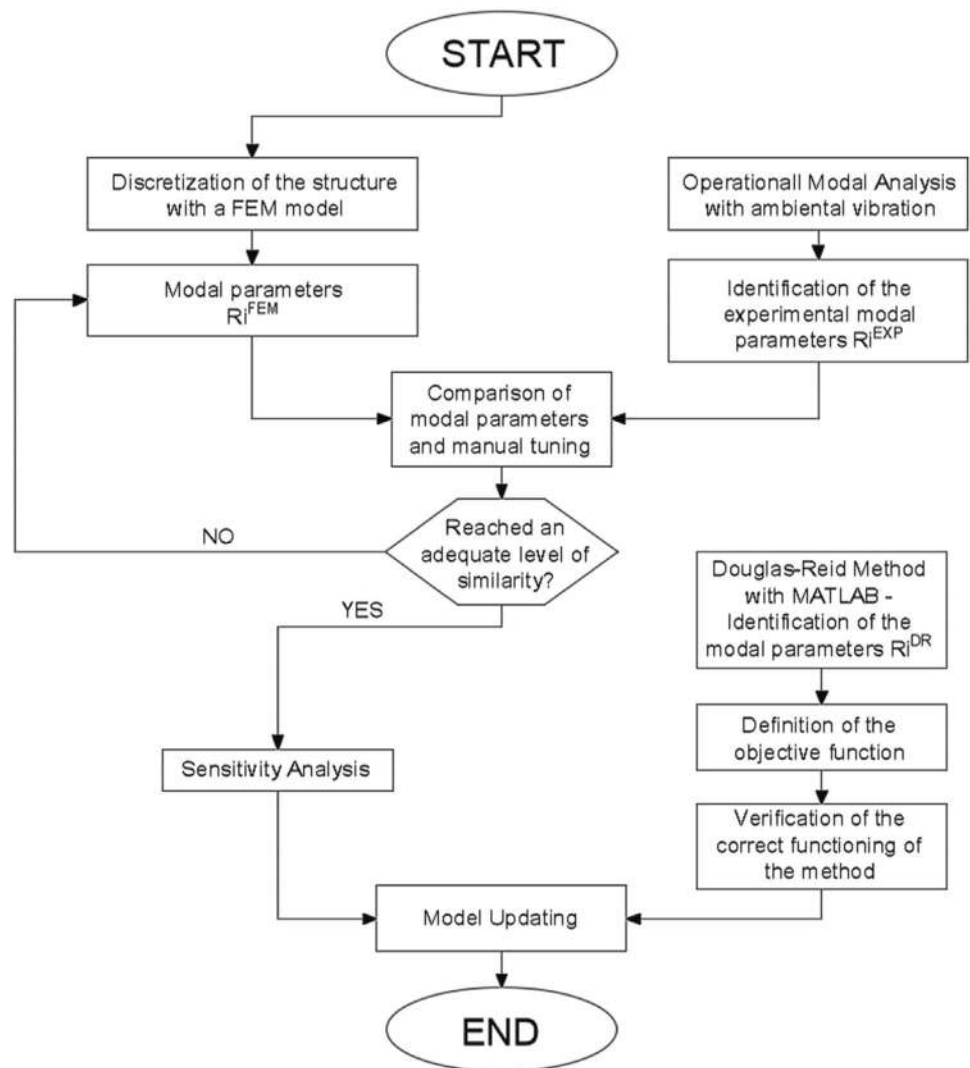 START
Discretization of the structure
with a FEM model
Operationall Modal Analysis
with ambiental vibration
Modal parameters
Ri^FEM
Identification of the
experimental modal
parameters Ri^EXP
Comparison of
modal parameters
and manual tuning
Reached an
adequate level of
similarity?
NO
YES
Douglas-Reid Method
with MATLAB -
Identification of the
modal parameters Ri^DR
Definition of the
objective function
Sensitivity Analysis
Verification of the
correct functioning of
the method
Model Updating
END